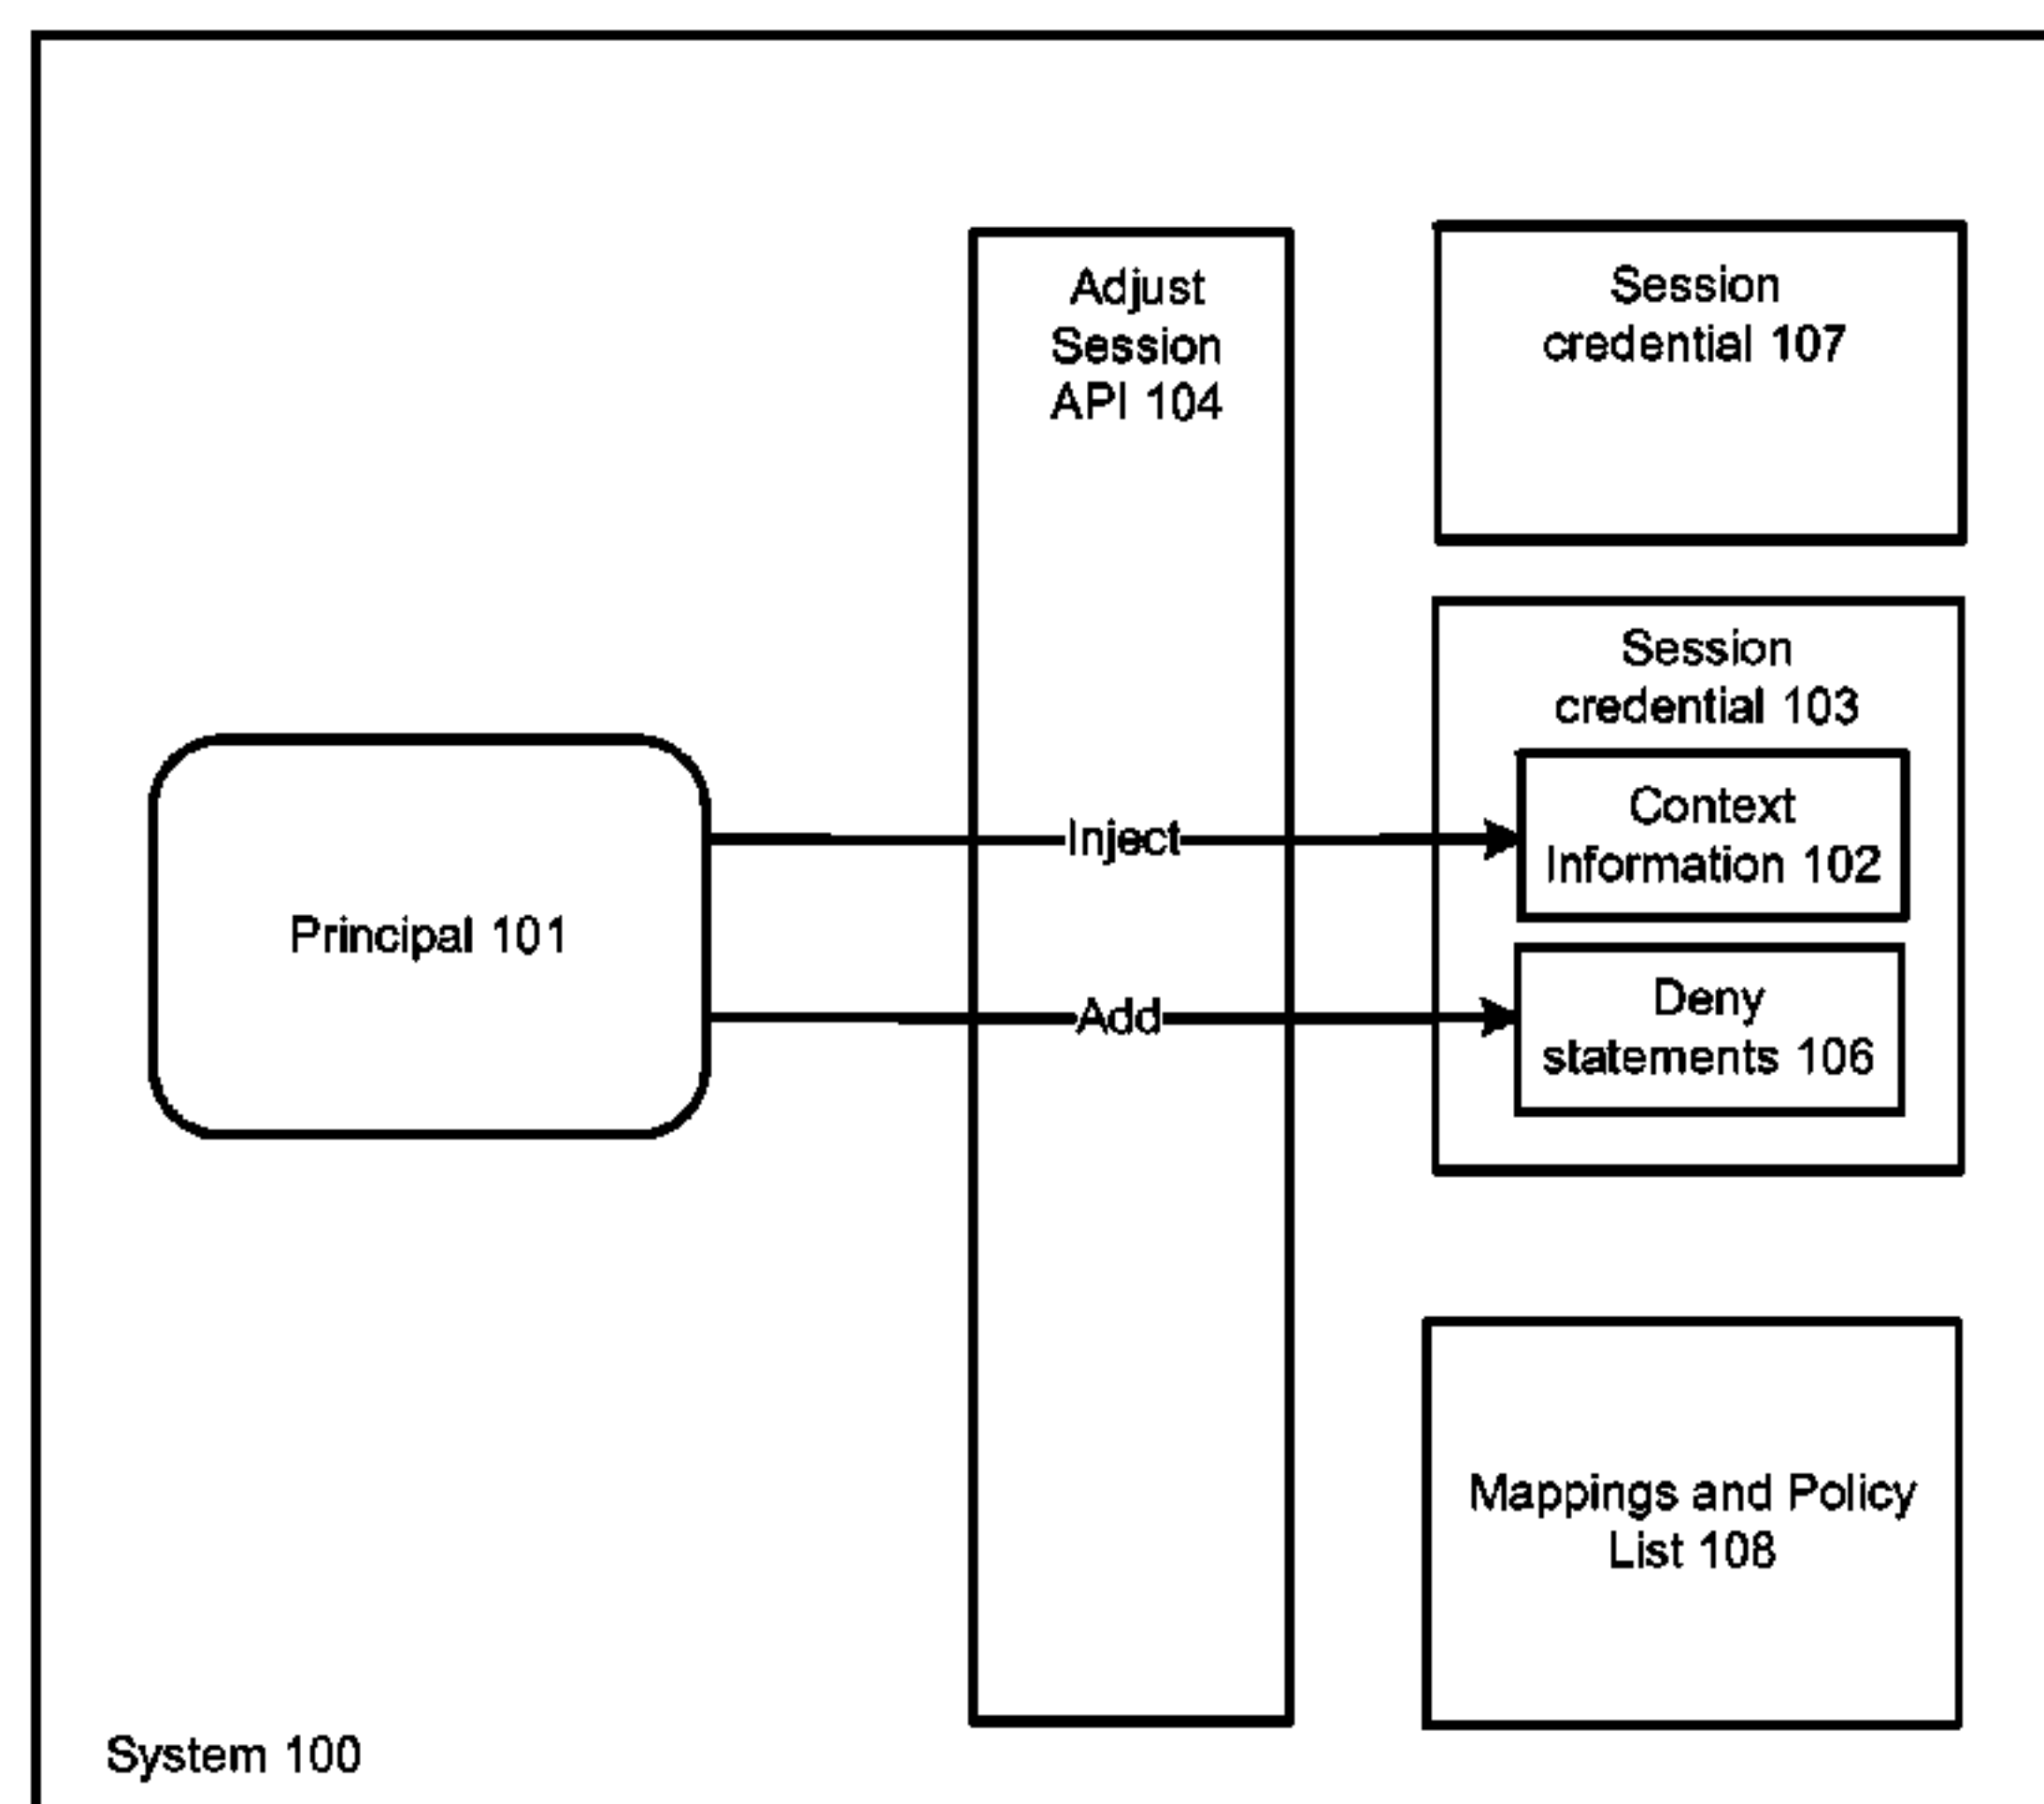 Adjust
Session
API 104
Session
credential 107
Session
credential 103
Context
Information 102
Inject
Principal 101
Deny
statements 106
Add
Mappings and Policy
List 108
System 100